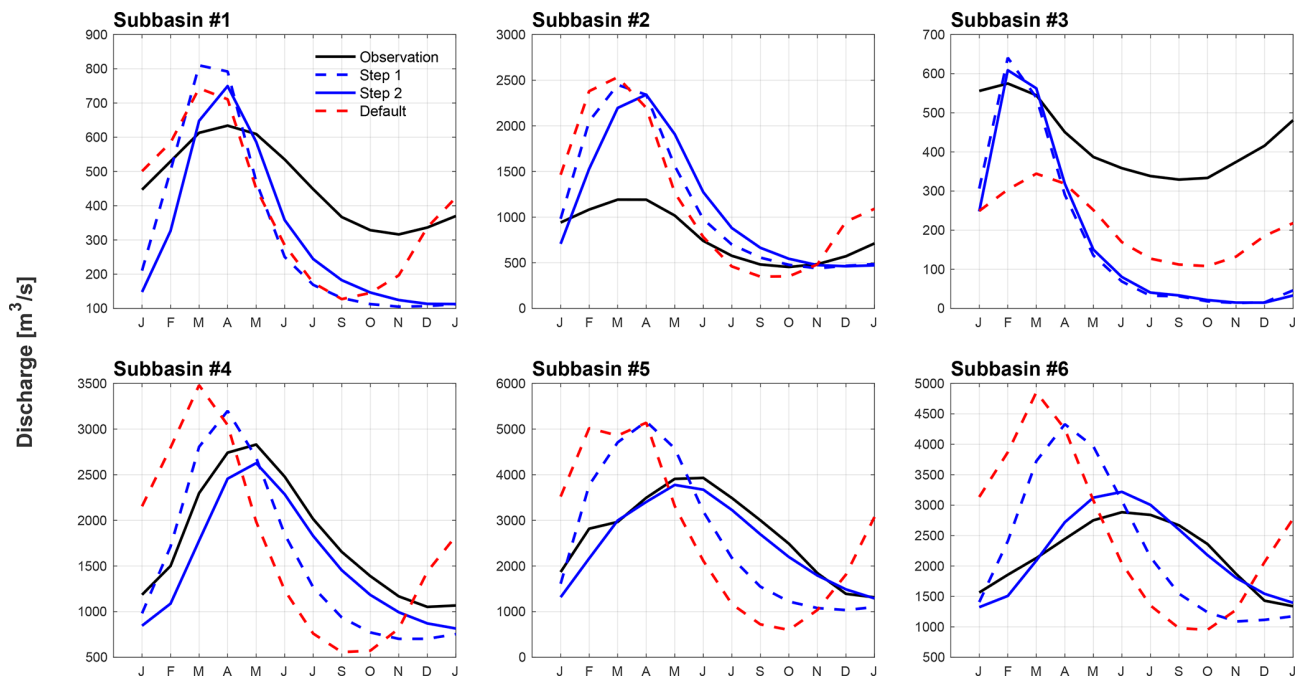 Subbasin #1
Subbasin #2
Subbasin #3
900
800
700
600
500
400
300
200
100
J F M A M J J S O N D J
Observation
Step 1
Step 2
Default
3000
2500
2000
1500
1000
500
0
J F M A M J J S O N D J
700
600
500
400
300
200
100
0
J F M A M J J S O N D J
Discharge [m³/s]
Subbasin #4
Subbasin #5
Subbasin #6
3500
3000
2500
2000
1500
1000
500
J F M A M J J S O N D J
6000
5000
4000
3000
2000
1000
0
J F M A M J J S O N D J
5000
4500
4000
3500
3000
2500
2000
1500
1000
500
J F M A M J J S O N D J